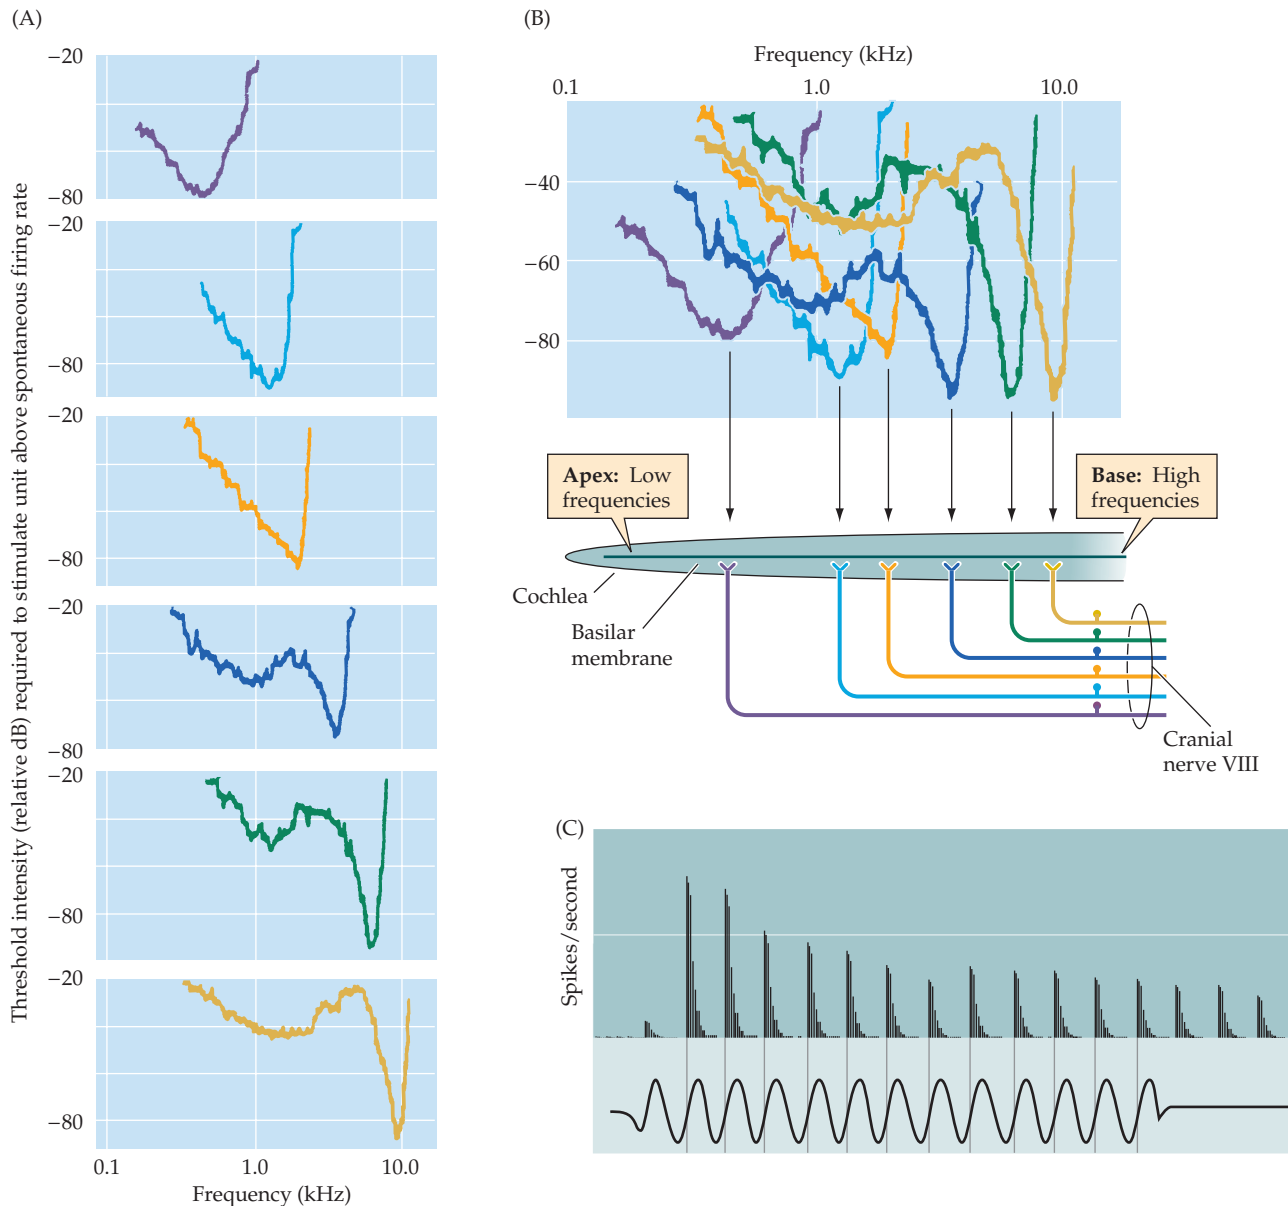 (A)
Threshold intensity (relative dB) required to stimulate unit above spontaneous firing rate
−20
−80
−20
−80
−20
−80
−20
−80
−20
−80
−20
−80
0.1 1.0 10.0
Frequency (kHz)
(B)
Frequency (kHz)
0.1 1.0 10.0
−40
−60
−80
Apex: Low
frequencies
Base: High
frequencies
Cochlea
Basilar
membrane
Cranial
nerve VIII
(C)
Spikes/second